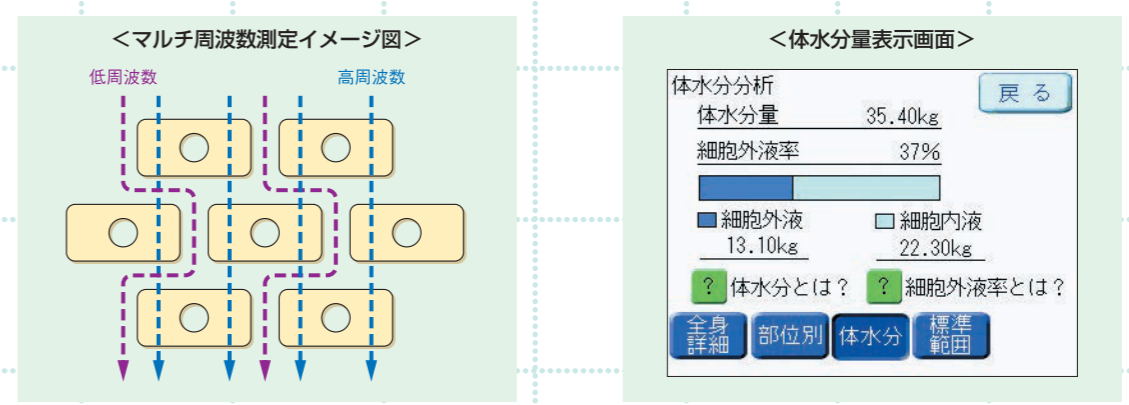 ＜マルチ周波数測定イメージ図＞
低周波数
高周波数
＜体水分量表示画面＞
体水分分析
戻る
体水分量 35.40kg
細胞外液率 37%
細胞外液 細胞内液
13.10kg 22.30kg
? 体水分とは？ ? 細胞外液率とは？
全身詳細 部位別 体水分 標準範囲